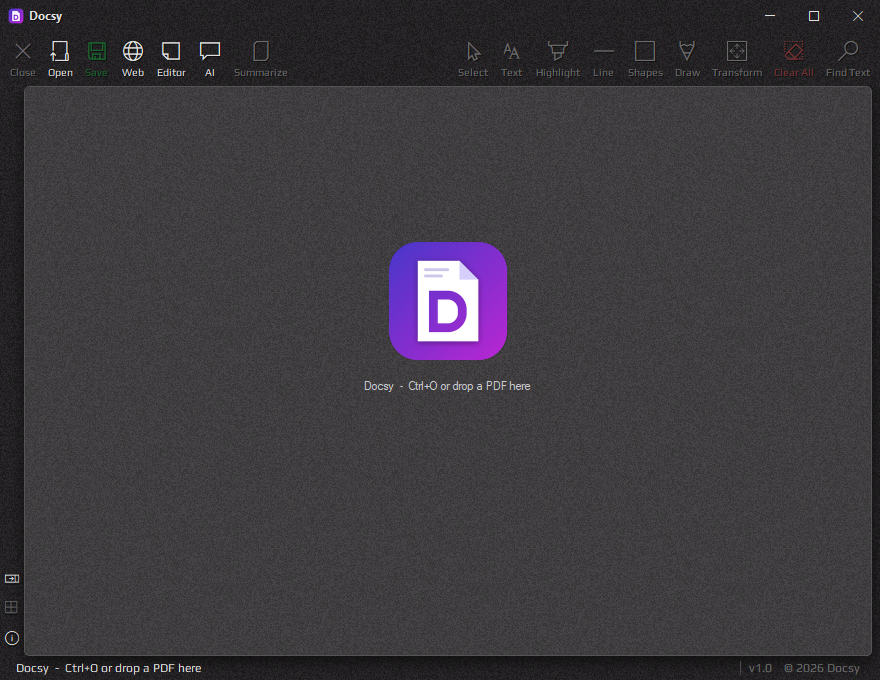 Docsy
Close Open Save Web Editor AI Summarize Select Text Highlight Line Shapes Draw Transform Clear All Find Text
D
Docsy - Ctrl+O or drop a PDF here
Docsy - Ctrl+O or drop a PDF here | v1.0 © 2026 Docsy